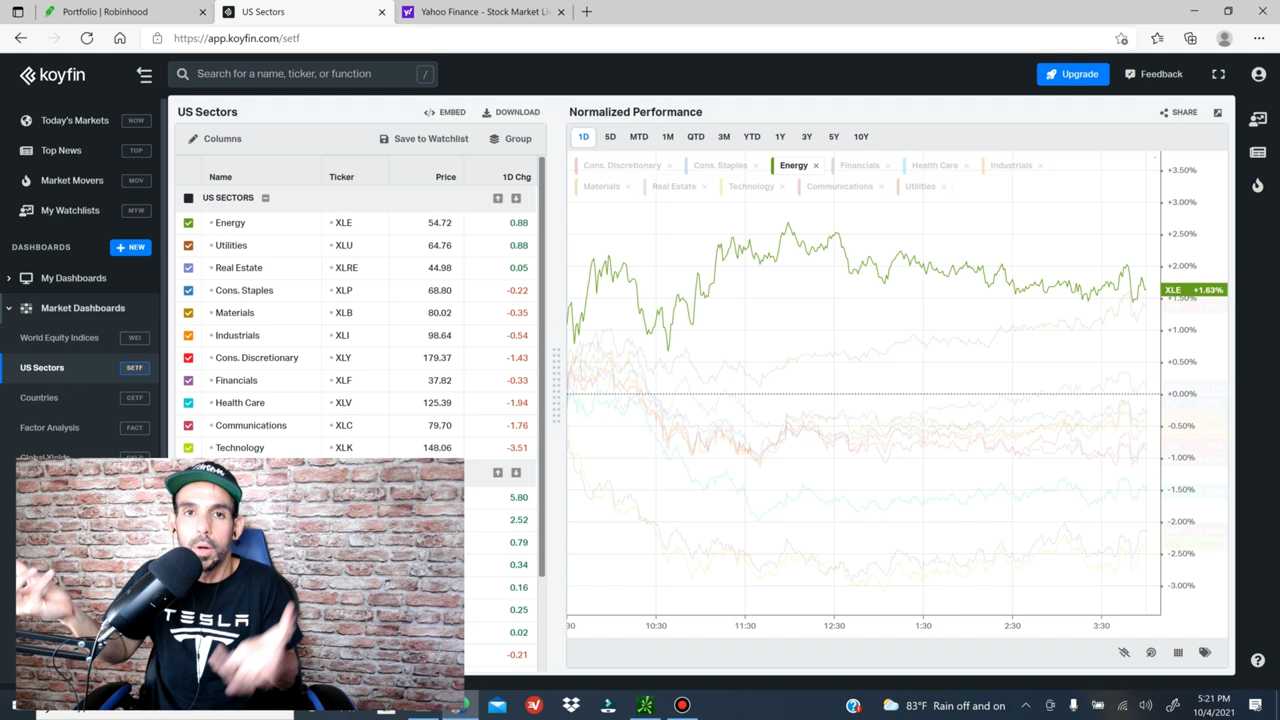 Portfolio | Robinhood
US Sectors
Yahoo Finance - Stock Market Li
https://app.koyfin.com/setf
koyfin
Search for a name, ticker, or function
/
Upgrade
Feedback
Today's Markets NOW
Top News TOP
Market Movers MOV
My Watchlists MYW
DASHBOARDS
+ NEW
My Dashboards
Market Dashboards
World Equity Indices WEI
US Sectors SETF
Countries CETF
Factor Analysis FACT
Global Yields
US Sectors
</> EMBED
DOWNLOAD
Columns
Save to Watchlist
Group
Name Ticker Price 1D Chg
US SECTORS
Energy XLE 54.72 0.88
Utilities XLU 64.76 0.88
Real Estate XLRE 44.98 0.05
Cons. Staples XLP 68.80 -0.22
Materials XLB 80.02 -0.35
Industrials XLI 98.64 -0.54
Cons. Discretionary XLY 179.37 -1.43
Financials XLF 37.82 -0.33
Health Care XLV 125.39 -1.94
Communications XLC 79.70 -1.76
Technology XLK 148.06 -3.51
5.80
2.52
0.79
0.34
0.16
0.25
0.02
-0.21
TESLA
Normalized Performance
SHARE
1D 5D MTD 1M QTD 3M YTD 1Y 3Y 5Y 10Y
Cons. Discretionary Cons. Staples Energy Financials Health Care Industrials
Materials Real Estate Technology Communications Utilities
+3.50%
+3.00%
+2.50%
+2.00%
XLE +1.63%
+1.50%
+1.00%
+0.50%
+0.00%
-0.50%
-1.00%
-1.50%
-2.00%
-2.50%
-3.00%
30 10:30 11:30 12:30 1:30 2:30 3:30
83°F Rain off and on
5:21 PM
10/4/2021